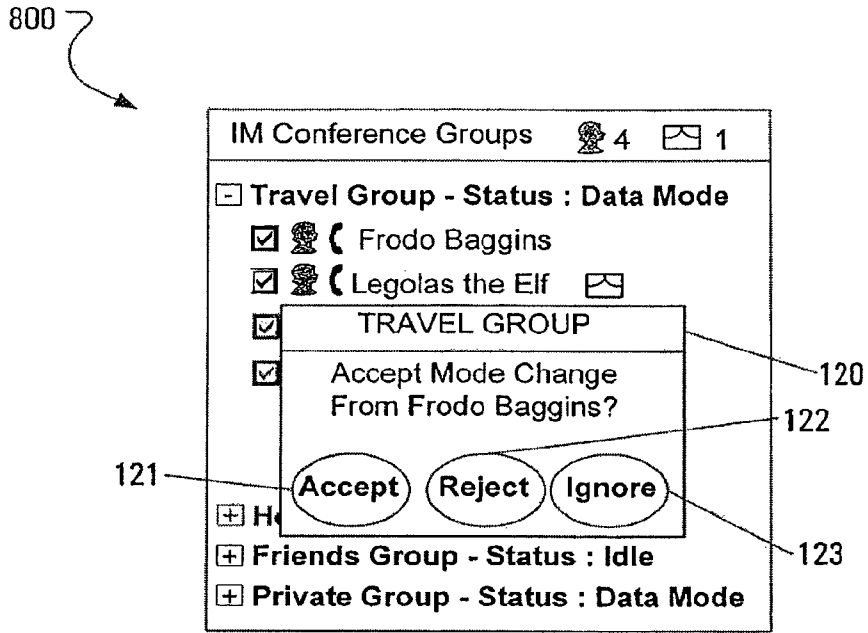 800
IM Conference Groups 4 1
Travel Group - Status : Data Mode
Frodo Baggins
Legolas the Elf
TRAVEL GROUP
120
Accept Mode Change
From Frodo Baggins?
122
121
Accept Reject Ignore
Friends Group - Status : Idle
123
Private Group - Status : Data Mode